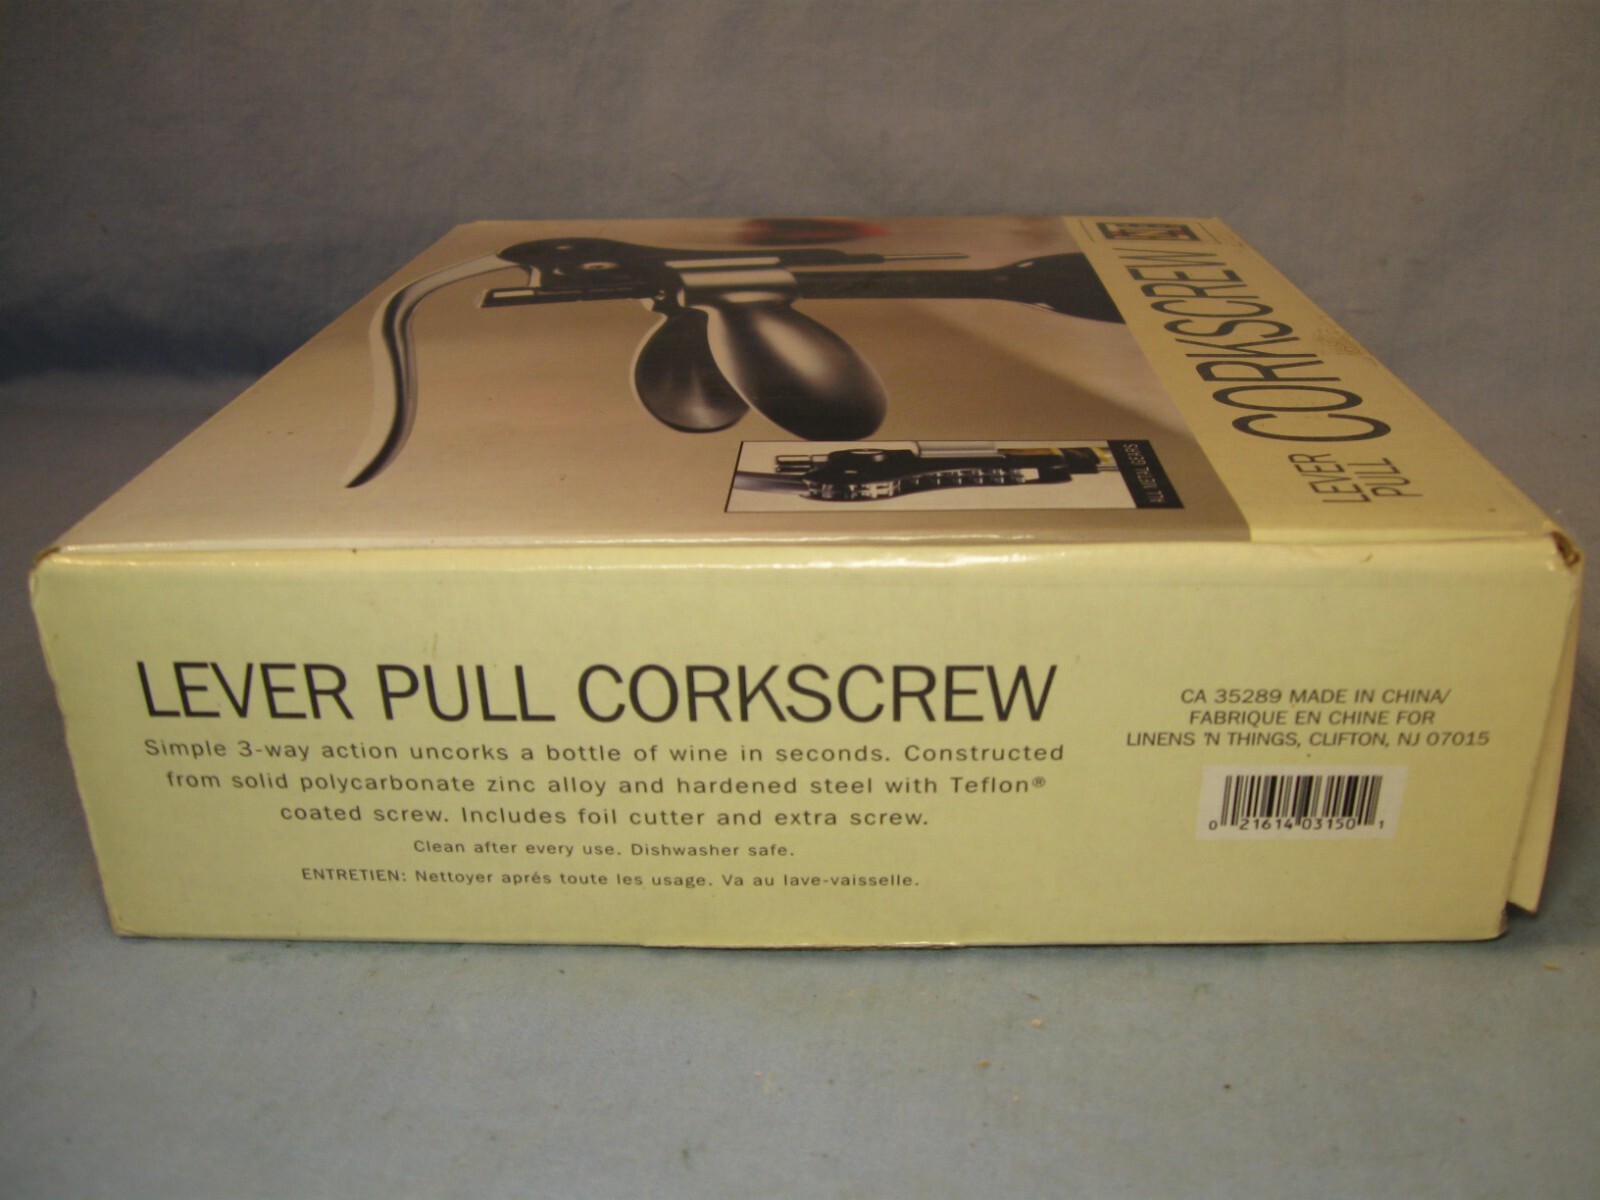 LEVER
PULL CORKSCREW
ALL METAL GEARS
LEVER PULL CORKSCREW
Simple 3-way action uncorks a bottle of wine in seconds. Constructed
from solid polycarbonate zinc alloy and hardened steel with Teflon®
coated screw. Includes foil cutter and extra screw.
Clean after every use. Dishwasher safe.
ENTRETIEN: Nettoyer aprés toute les usage. Va au lave-vaisselle.
CA 35289 MADE IN CHINA/
FABRIQUE EN CHINE FOR
LINENS 'N THINGS, CLIFTON, NJ 07015
0 21614 03150 1